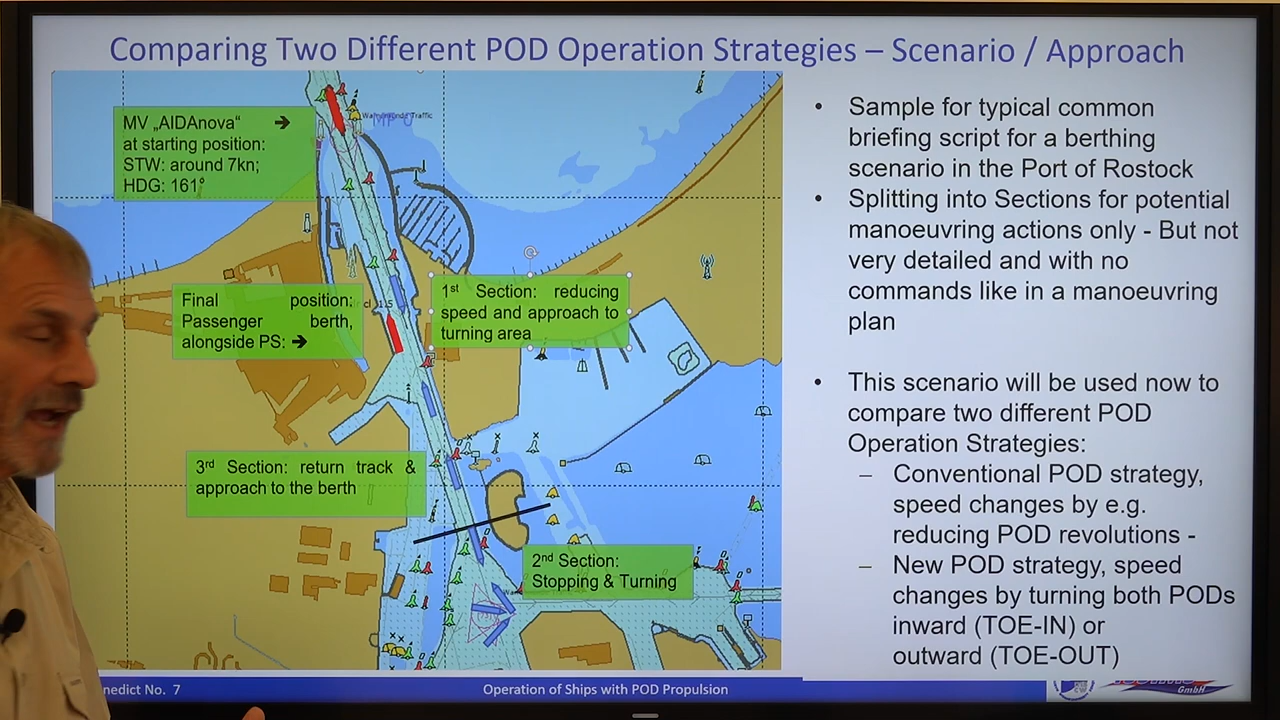 Comparing Two Different POD Operation Strategies – Scenario / Approach
MV „AIDAnova“ ➔
at starting position:
STW: around 7kn;
HDG: 161°
Final position:
Passenger berth,
alongside PS: ➔
1st Section: reducing
speed and approach to
turning area
3rd Section: return track &
approach to the berth
2nd Section:
Stopping & Turning
• Sample for typical common
briefing script for a berthing
scenario in the Port of Rostock
• Splitting into Sections for potential
manoeuvring actions only - But not
very detailed and with no
commands like in a manoeuvring
plan
• This scenario will be used now to
compare two different POD
Operation Strategies:
– Conventional POD strategy,
speed changes by e.g.
reducing POD revolutions -
– New POD strategy, speed
changes by turning both PODs
inward (TOE-IN) or
outward (TOE-OUT)
nedict No. 7
Operation of Ships with POD Propulsion
GmbH